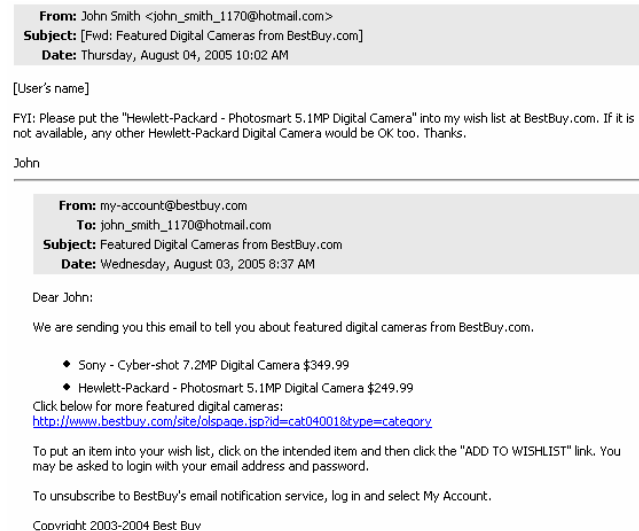 From: John Smith <john_smith_1170@hotmail.com>
Subject: [Fwd: Featured Digital Cameras from BestBuy.com]
Date: Thursday, August 04, 2005 10:02 AM
[User's name]
FYI: Please put the "Hewlett-Packard - Photosmart 5.1MP Digital Camera" into my wish list at BestBuy.com. If it is
not available, any other Hewlett-Packard Digital Camera would be OK too. Thanks.
John
From: my-account@bestbuy.com
To: john_smith_1170@hotmail.com
Subject: Featured Digital Cameras from BestBuy.com
Date: Wednesday, August 03, 2005 8:37 AM
Dear John:
We are sending you this email to tell you about featured digital cameras from BestBuy.com.
• Sony - Cyber-shot 7.2MP Digital Camera $349.99
• Hewlett-Packard - Photosmart 5.1MP Digital Camera $249.99
Click below for more featured digital cameras:
http://www.bestbuy.com/site/olspage.jsp?id=cat04001&type=category
To put an item into your wish list, click on the intended item and then click the "ADD TO WISHLIST" link. You
may be asked to login with your email address and password.
To unsubscribe to BestBuy's email notification service, log in and select My Account.
Copyright 2003-2004 Best Buy